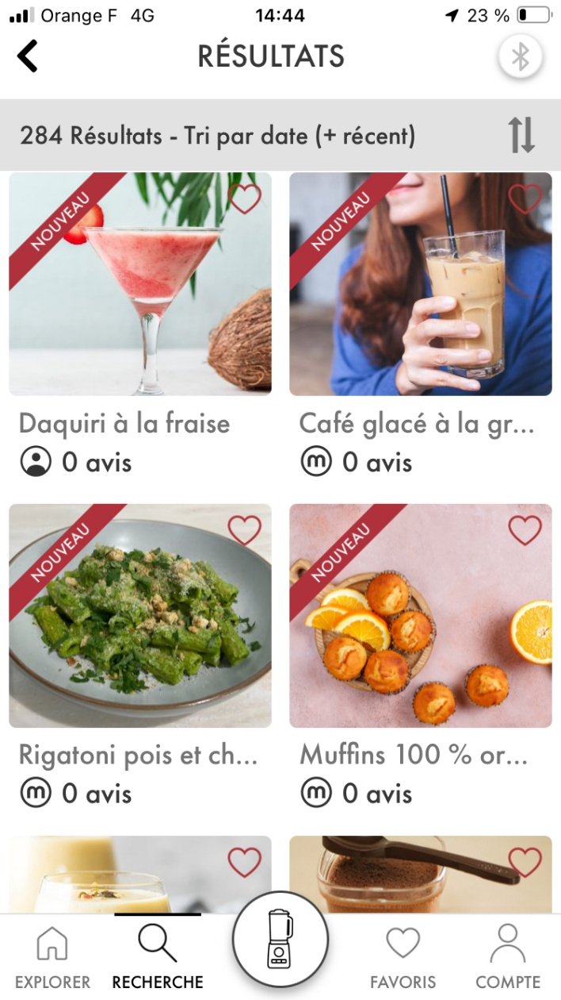 Orange F 4G 14:44 23 %
RÉSULTATS
284 Résultats - Tri par date (+ récent)
NOUVEAU
NOUVEAU
Daquiri à la fraise
Café glacé à la gr...
0 avis
m 0 avis
NOUVEAU
NOUVEAU
Rigatoni pois et ch...
Muffins 100 % or...
m 0 avis
m 0 avis
EXPLORER
RECHERCHE
FAVORIS
COMPTE